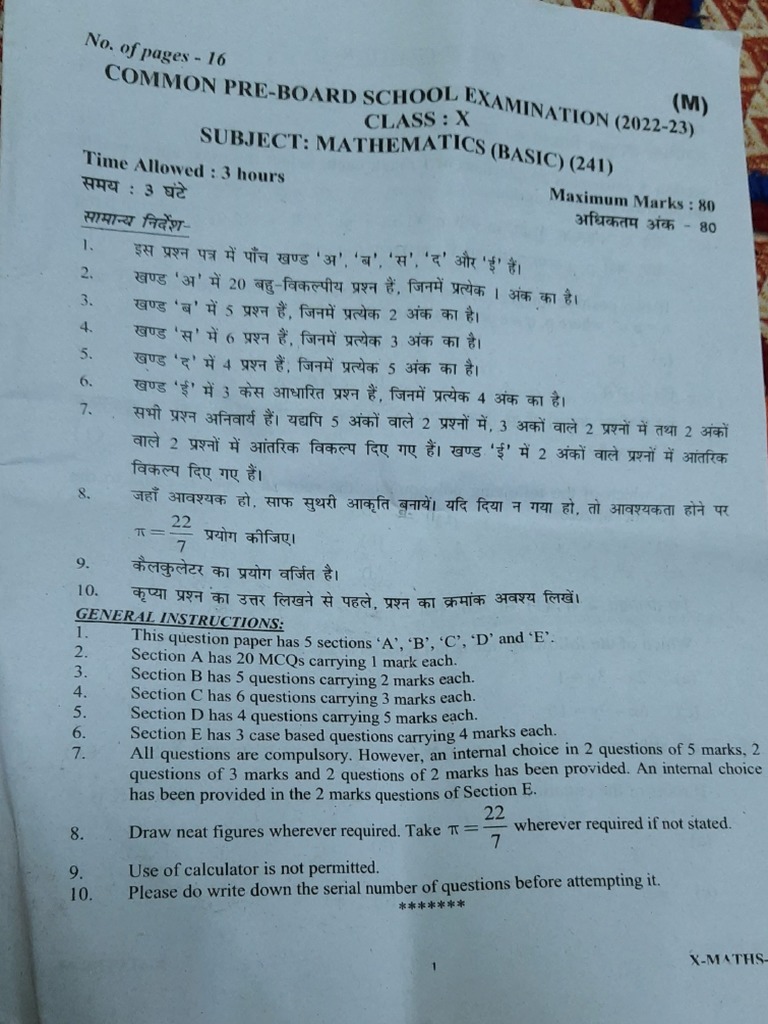 No. of pages - 16
(M)
COMMON PRE-BOARD SCHOOL EXAMINATION (2022-23)
CLASS : X
SUBJECT: MATHEMATICS (BASIC) (241)
Time Allowed : 3 hours
Maximum Marks : 80
समय : 3 घंटे
अधिकतम अंक - 80
सामान्य निर्देश-
1. इस प्रश्न पत्र में पाँच खण्ड 'अ', 'ब', 'स', 'द' और 'ई' हैं।
2. खण्ड 'अ' में 20 बहु-विकल्पीय प्रश्न हैं, जिनमें प्रत्येक 1 अंक का है।
3. खण्ड 'ब' में 5 प्रश्न हैं, जिनमें प्रत्येक 2 अंक का है।
4. खण्ड 'स' में 6 प्रश्न हैं, जिनमें प्रत्येक 3 अंक का है।
5. खण्ड 'द' में 4 प्रश्न हैं, जिनमें प्रत्येक 5 अंक का है।
6. खण्ड 'ई' में 3 केस आधारित प्रश्न हैं, जिनमें प्रत्येक 4 अंक का है।
7. सभी प्रश्न अनिवार्य हैं। यद्यपि 5 अंकों वाले 2 प्रश्नों में, 3 अकों वाले 2 प्रश्नों में तथा 2 अंकों
वाले 2 प्रश्नों में आंतरिक विकल्प दिए गए हैं। खण्ड 'ई' में 2 अंकों वाले प्रश्नों में आंतरिक
विकल्प दिए गए हैं।
8. जहाँ आवश्यक हो, साफ सुथरी आकृति बनायें। यदि दिया न गया हो, तो आवश्यकता होने पर
π = 22/7 प्रयोग कीजिए।
9. कैलकुलेटर का प्रयोग वर्जित है।
10. कृप्या प्रश्न का उत्तर लिखने से पहले, प्रश्न का क्रमांक अवश्य लिखें।
GENERAL INSTRUCTIONS:
1. This question paper has 5 sections 'A', 'B', 'C', 'D' and 'E'.
2. Section A has 20 MCQs carrying 1 mark each.
3. Section B has 5 questions carrying 2 marks each.
4. Section C has 6 questions carrying 3 marks each.
5. Section D has 4 questions carrying 5 marks each.
6. Section E has 3 case based questions carrying 4 marks each.
7. All questions are compulsory. However, an internal choice in 2 questions of 5 marks, 2
questions of 3 marks and 2 questions of 2 marks has been provided. An internal choice
has been provided in the 2 marks questions of Section E.
8. Draw neat figures wherever required. Take π = 22/7 wherever required if not stated.
9. Use of calculator is not permitted.
10. Please do write down the serial number of questions before attempting it.
*******
1
X-MATHS-